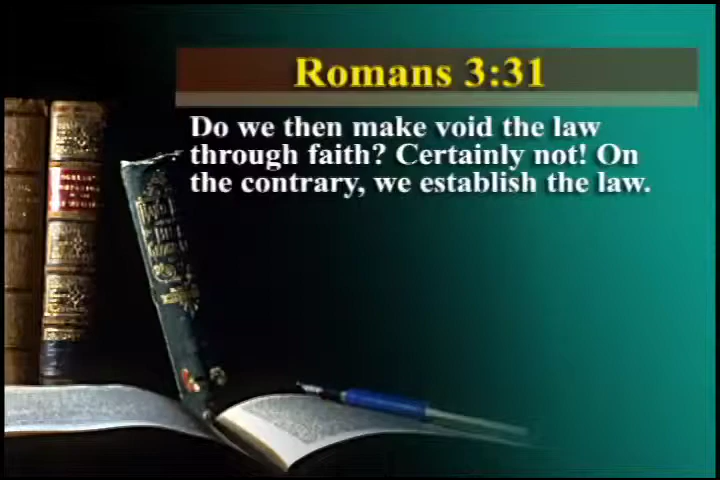 Romans 3:31
Do we then make void the law
through faith? Certainly not! On
the contrary, we establish the law.